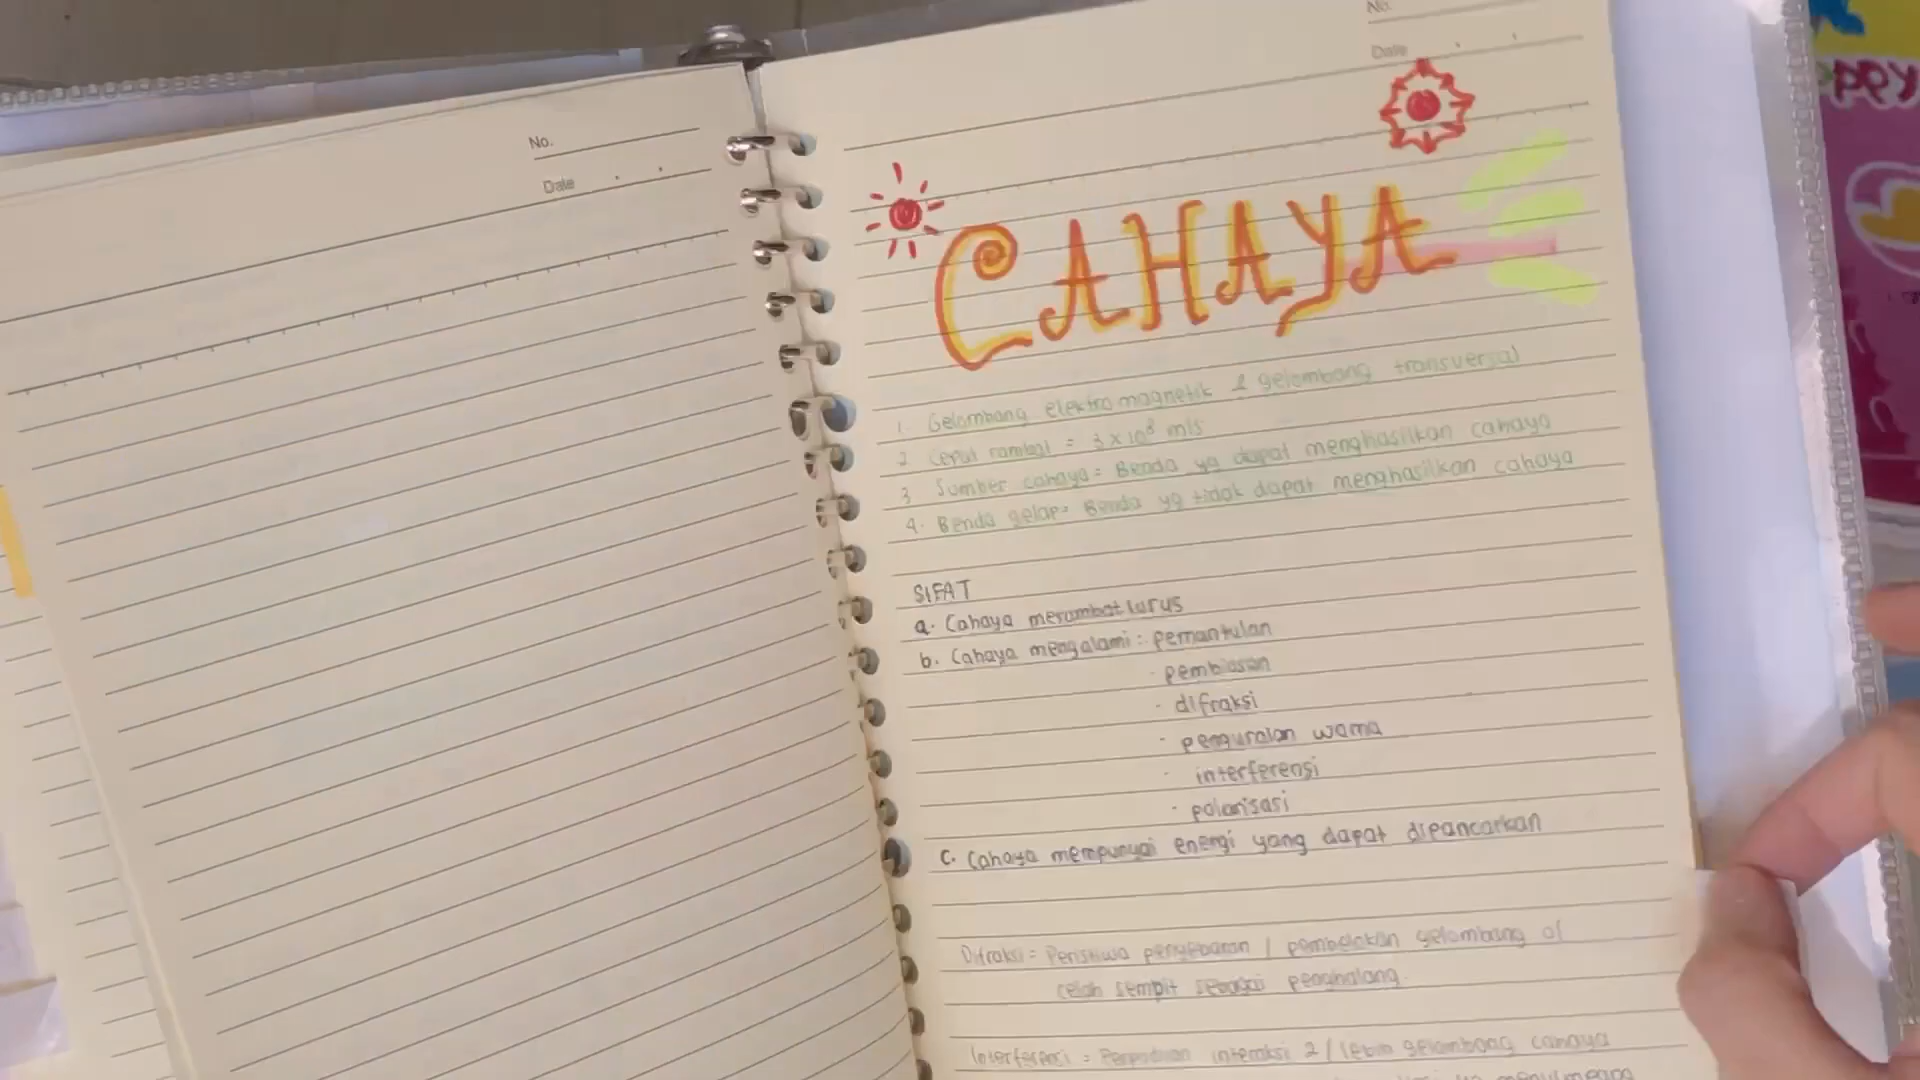 No.
Date
No.
Date
CAHAYA
1. Gelombang elektromagnetik & gelombang transversal
2. Cepat rambat = 3 x 10⁸ m/s
3 Sumber cahaya = Benda yg dapat menghasilkan cahaya
4. Benda gelap = Benda yg tidak dapat menghasilkan cahaya
SIFAT
a. Cahaya merambat lurus
b. Cahaya mengalami : pemantulan
- pembiasan
- difraksi
- penguraian warna
- interferensi
- polarisasi
c. Cahaya mempunyai energi yang dapat dipancarkan
Difraksi = Peristiwa penyebaran / pembelokan gelombang o/
celah sempit sebagai penghalang.
Interferensi = Perpaduan interaksi 2 / lebih gelombang cahaya
PPY